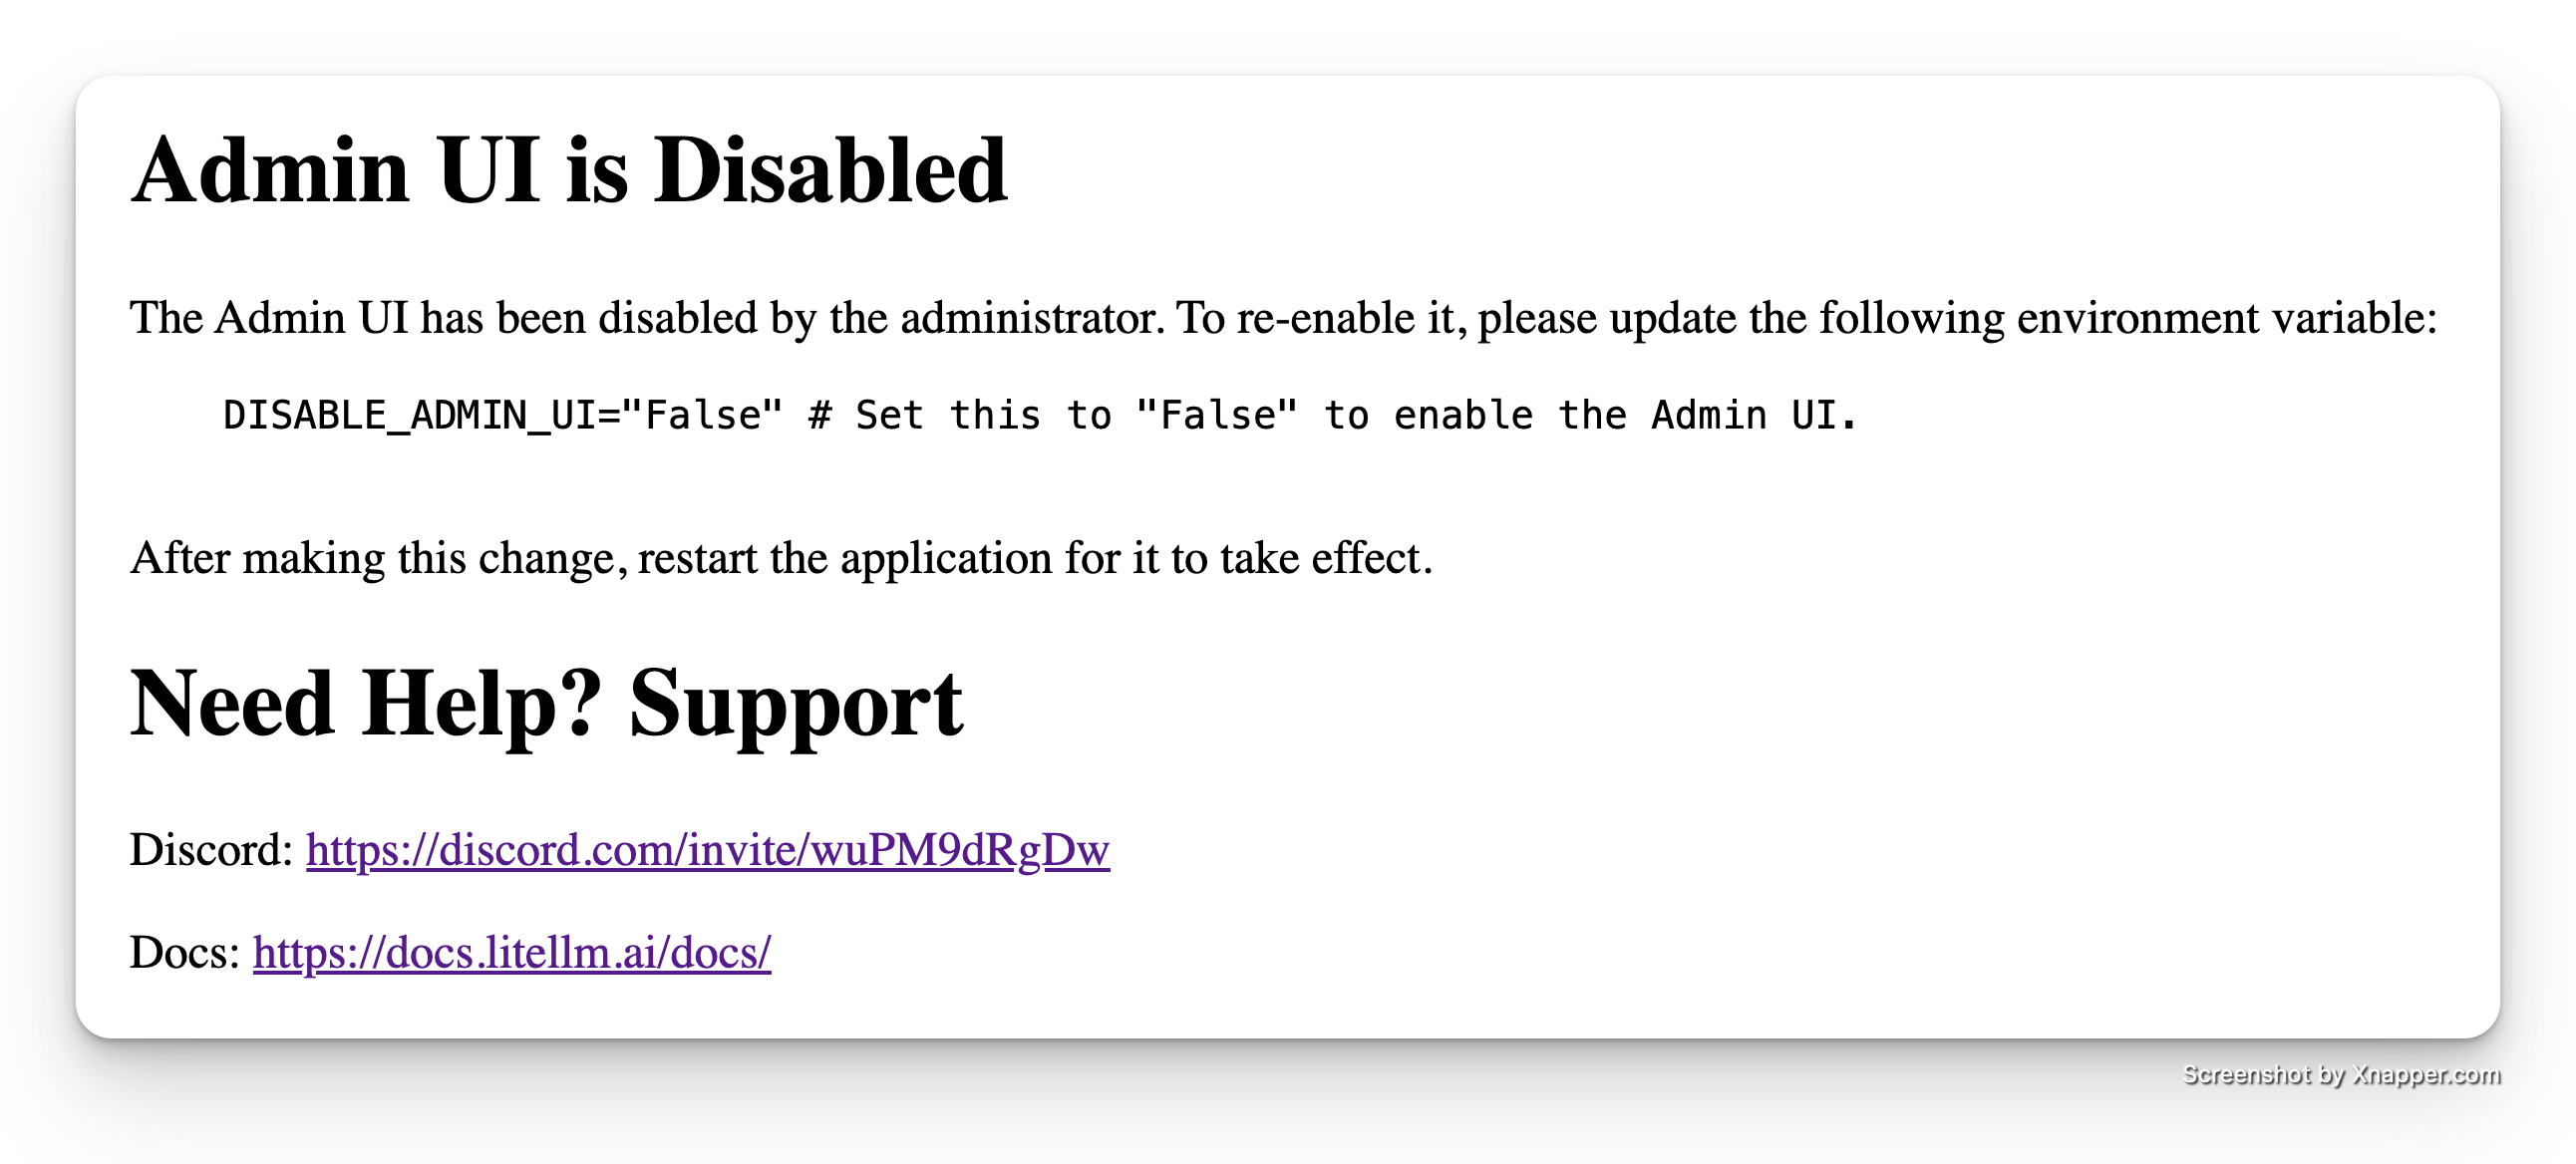 Admin UI is Disabled
The Admin UI has been disabled by the administrator. To re-enable it, please update the following environment variable:
DISABLE_ADMIN_UI="False" # Set this to "False" to enable the Admin UI.
After making this change, restart the application for it to take effect.
Need Help? Support
Discord: https://discord.com/invite/wuPM9dRgDw
Docs: https://docs.litellm.ai/docs/
Screenshot by Xnapper.com